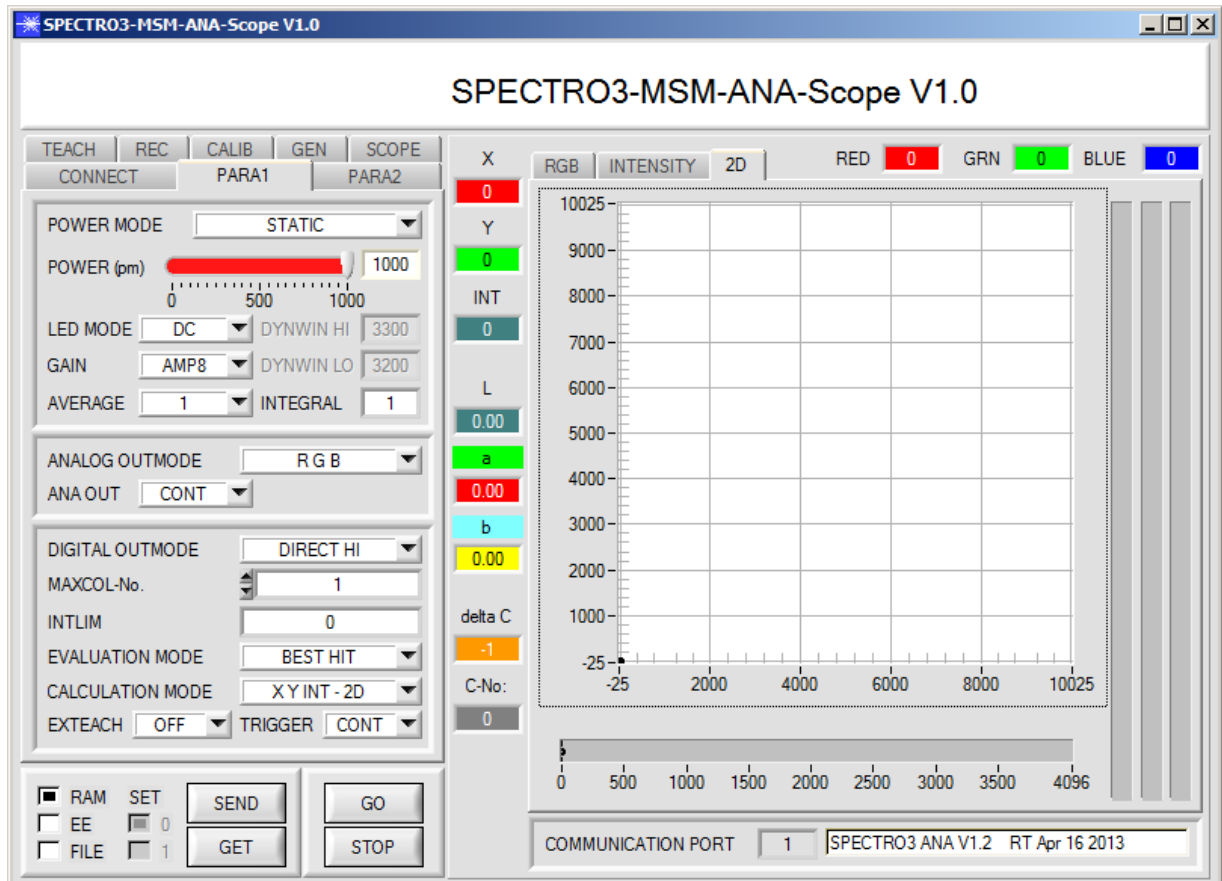 SPECTRO3-MSM-ANA-Scope V1.0
SPECTRO3-MSM-ANA-Scope V1.0
TEACH REC CALIB GEN SCOPE
CONNECT PARA1 PARA2
POWER MODE STATIC
POWER (pm) 1000
0 500 1000
LED MODE DC DYNWIN HI 3300
GAIN AMP8 DYNWIN LO 3200
AVERAGE 1 INTEGRAL 1
ANALOG OUTMODE R G B
ANA OUT CONT
DIGITAL OUTMODE DIRECT HI
MAXCOL-No. 1
INTLIM 0
EVALUATION MODE BEST HIT
CALCULATION MODE X Y INT - 2D
EXTEACH OFF TRIGGER CONT
RAM SET
EE 0
FILE 1
SEND
GET
GO
STOP
X
0
Y
0
INT
0
L
0.00
a
0.00
b
0.00
delta C
-1
C-No:
0
RGB INTENSITY 2D
RED 0 GRN 0 BLUE 0
10025
9000
8000
7000
6000
5000
4000
3000
2000
1000
-25
-25 2000 4000 6000 8000 10025
0 500 1000 1500 2000 2500 3000 3500 4096
COMMUNICATION PORT 1 SPECTRO3 ANA V1.2 RT Apr 16 2013